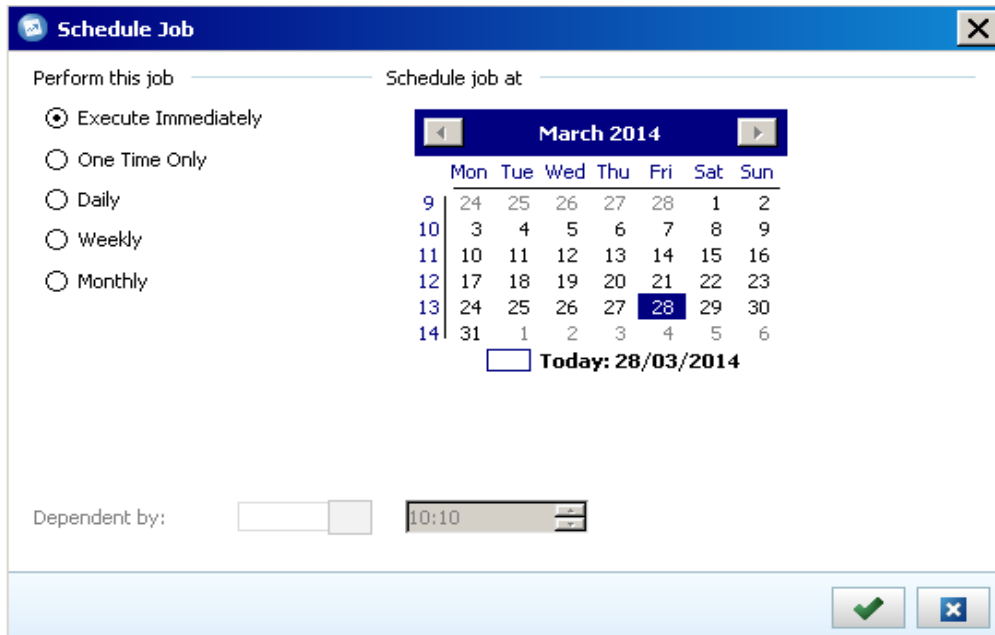 Schedule Job
Perform this job
Execute Immediately
One Time Only
Daily
Weekly
Monthly
Schedule job at
March 2014
Mon Tue Wed Thu Fri Sat Sun
9 24 25 26 27 28 1 2
10 3 4 5 6 7 8 9
11 10 11 12 13 14 15 16
12 17 18 19 20 21 22 23
13 24 25 26 27 28 29 30
14 31 1 2 3 4 5 6
Today: 28/03/2014
Dependent by: 10:10